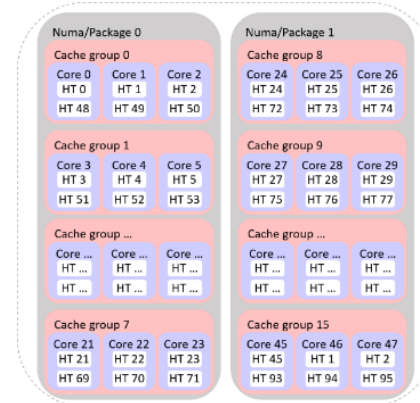 Numa/Package 0
Cache group 0
Core 0 Core 1 Core 2
HT 0 HT 1 HT 2
HT 48 HT 49 HT 50
Cache group 1
Core 3 Core 4 Core 5
HT 3 HT 4 HT 5
HT 51 HT 52 HT 53
Cache group ...
Core ... Core ... Core ...
HT ... HT ... HT ...
HT ... HT ... HT ...
Cache group 7
Core 21 Core 22 Core 23
HT 21 HT 22 HT 23
HT 69 HT 70 HT 71
Numa/Package 1
Cache group 8
Core 24 Core 25 Core 26
HT 24 HT 25 HT 26
HT 72 HT 73 HT 74
Cache group 9
Core 27 Core 28 Core 29
HT 27 HT 28 HT 29
HT 75 HT 76 HT 77
Cache group ...
Core ... Core ... Core ...
HT ... HT ... HT ...
HT ... HT ... HT ...
Cache group 15
Core 45 Core 46 Core 47
HT 45 HT 1 HT 2
HT 93 HT 94 HT 95